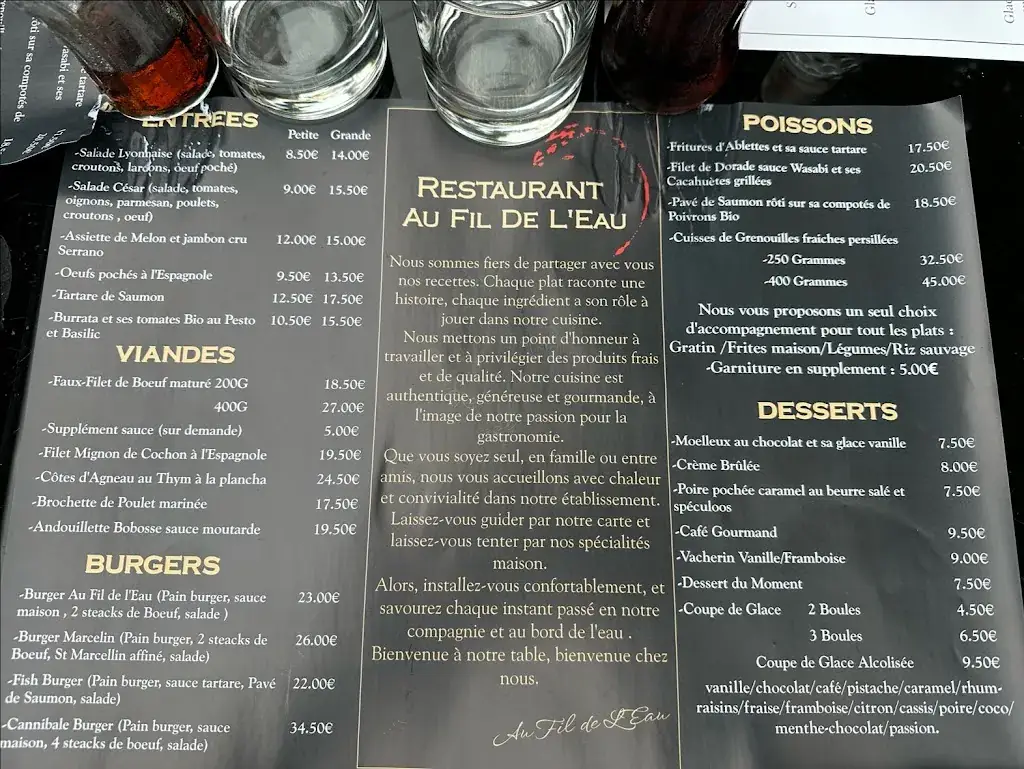 ENTREES
Petite Grande
-Salade Lyonnaise (salade, tomates, 8.50€ 14.00€
croutons, lardons, oeuf poché)
-Salade César (salade, tomates, 9.00€ 15.50€
oignons, parmesan, poulets,
croutons , oeuf)
-Assiette de Melon et jambon cru 12.00€ 15.00€
Serrano
-Oeufs pochés à l'Espagnole 9.50€ 13.50€
-Tartare de Saumon 12.50€ 17.50€
-Burrata et ses tomates Bio au Pesto 10.50€ 15.50€
et Basilic
VIANDES
-Faux-Filet de Boeuf maturé 200G 18.50€
400G 27.00€
-Supplément sauce (sur demande) 5.00€
-Filet Mignon de Cochon à l'Espagnole 19.50€
-Côtes d'Agneau au Thym à la plancha 24.50€
-Brochette de Poulet marinée 17.50€
-Andouillette Bobosse sauce moutarde 19.50€
BURGERS
-Burger Au Fil de l'Eau (Pain burger, sauce 23.00€
maison , 2 steacks de Boeuf, salade )
-Burger Marcelin (Pain burger, 2 steacks de 26.00€
Boeuf, St Marcellin affiné, salade)
-Fish Burger (Pain burger, sauce tartare, Pavé 22.00€
de Saumon, salade)
-Cannibale Burger (Pain burger, sauce 34.50€
maison, 4 steacks de boeuf, salade)
RESTAURANT
AU FIL DE L'EAU
Nous sommes fiers de partager avec vous
nos recettes. Chaque plat raconte une
histoire, chaque ingrédient a son rôle à
jouer dans notre cuisine.
Nous mettons un point d'honneur à
travailler et à privilégier des produits frais
et de qualité. Notre cuisine est
authentique, généreuse et gourmande, à
l'image de notre passion pour la
gastronomie.
Que vous soyez seul, en famille ou entre
amis, nous vous accueillons avec chaleur
et convivialité dans notre établissement.
Laissez-vous guider par notre carte et
laissez-vous tenter par nos spécialités
maison.
Alors, installez-vous confortablement, et
savourez chaque instant passé en notre
compagnie et au bord de l'eau .
Bienvenue à notre table, bienvenue chez
nous.
Au Fil de L'Eau
POISSONS
-Fritures d'Ablettes et sa sauce tartare 17.50€
-Filet de Dorade sauce Wasabi et ses 20.50€
Cacahuètes grillées
-Pavé de Saumon rôti sur sa compotés de 18.50€
Poivrons Bio
-Cuisses de Grenouilles fraiches persillées
-250 Grammes 32.50€
-400 Grammes 45.00€
Nous vous proposons un seul choix
d'accompagnement pour tout les plats :
Gratin /Frites maison/Légumes/Riz sauvage
-Garniture en supplement : 5.00€
DESSERTS
-Moelleux au chocolat et sa glace vanille 7.50€
-Crème Brûlée 8.00€
-Poire pochée caramel au beurre salé et 7.50€
spéculoos
-Café Gourmand 9.50€
-Vacherin Vanille/Framboise 9.00€
-Dessert du Moment 7.50€
-Coupe de Glace 2 Boules 4.50€
3 Boules 6.50€
Coupe de Glace Alcolisée 9.50€
vanille/chocolat/café/pistache/caramel/rhum-
raisins/fraise/framboise/citron/cassis/poire/coco/
menthe-chocolat/passion.
tartare
asabi et ses
rôti sur sa compotés de